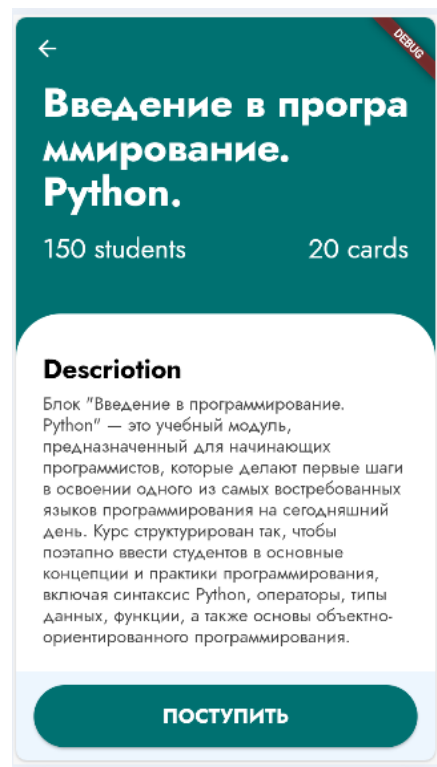 DEBUG
Введение в програ
ммирование.
Python.
150 students 20 cards
Descriotion
Блок "Введение в программирование.
Python" — это учебный модуль,
предназначенный для начинающих
программистов, которые делают первые шаги
в освоении одного из самых востребованных
языков программирования на сегодняшний
день. Курс структурирован так, чтобы
поэтапно ввести студентов в основные
концепции и практики программирования,
включая синтаксис Python, операторы, типы
данных, функции, а также основы объектно-
ориентированного программирования.
ПОСТУПИТЬ